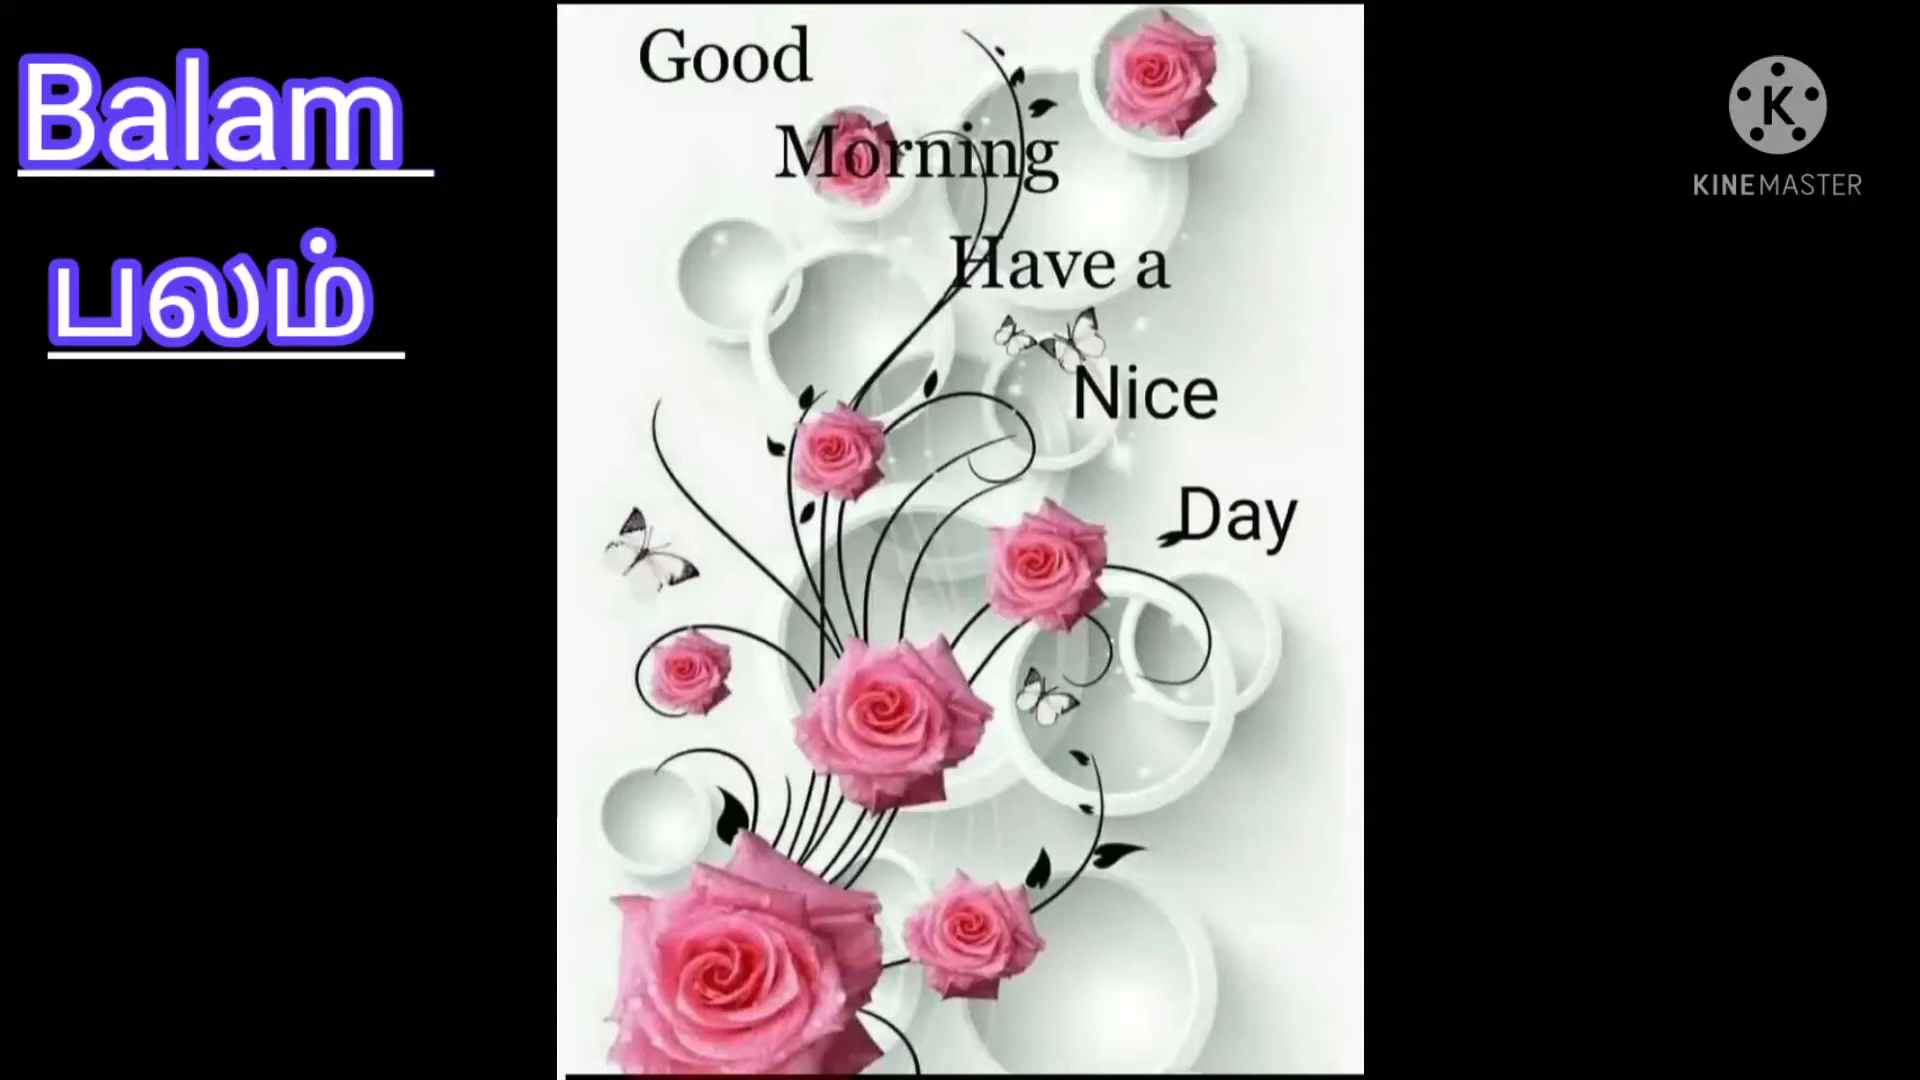 Balam
பலம்
Good
Morning
Have a
Nice
Day
K
KINEMASTER